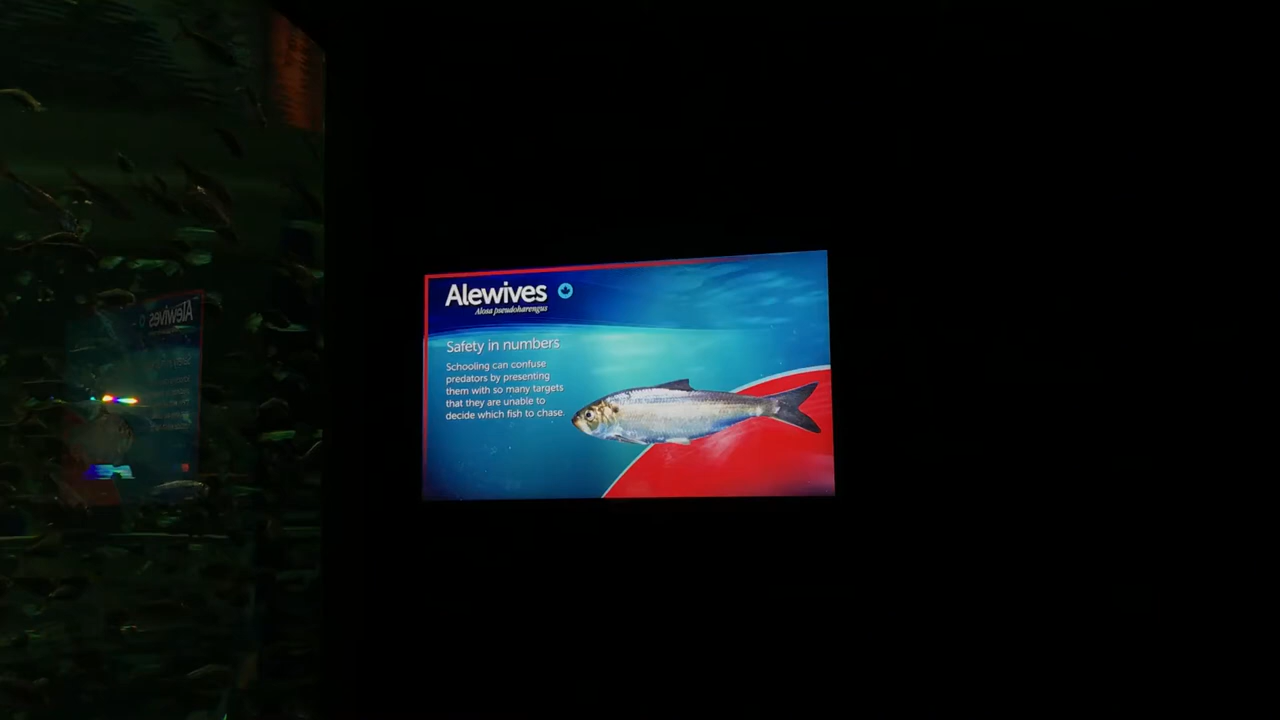 Alewives
Alosa pseudoharengus
Safety in numbers
Schooling can confuse
predators by presenting
them with so many targets
that they are unable to
decide which fish to chase.
Alewives